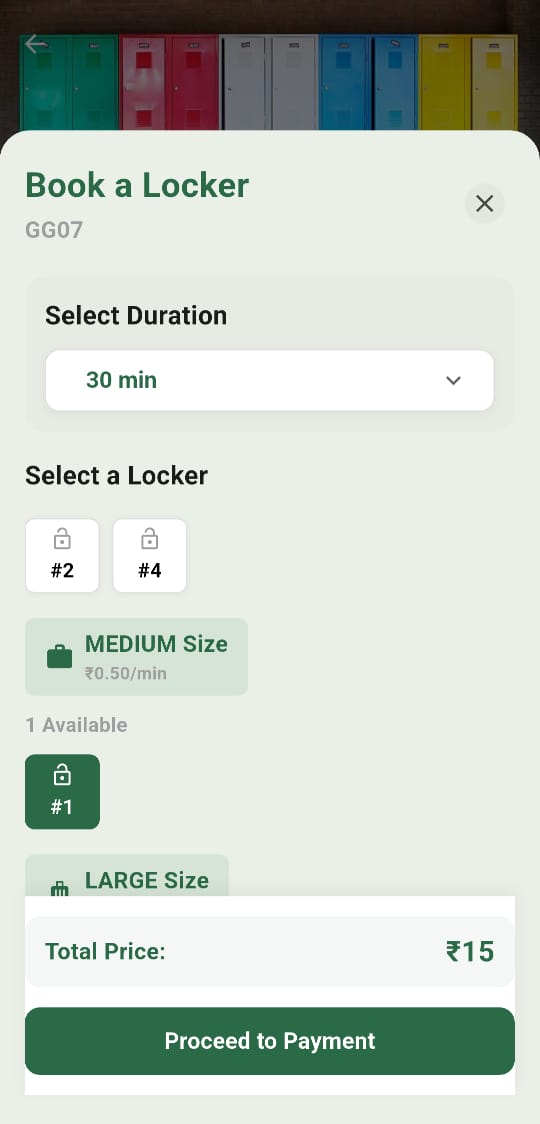 Book a Locker
GG07
Select Duration
30 min
Select a Locker
#2
#4
MEDIUM Size
₹0.50/min
1 Available
#1
LARGE Size
Total Price:
₹15
Proceed to Payment